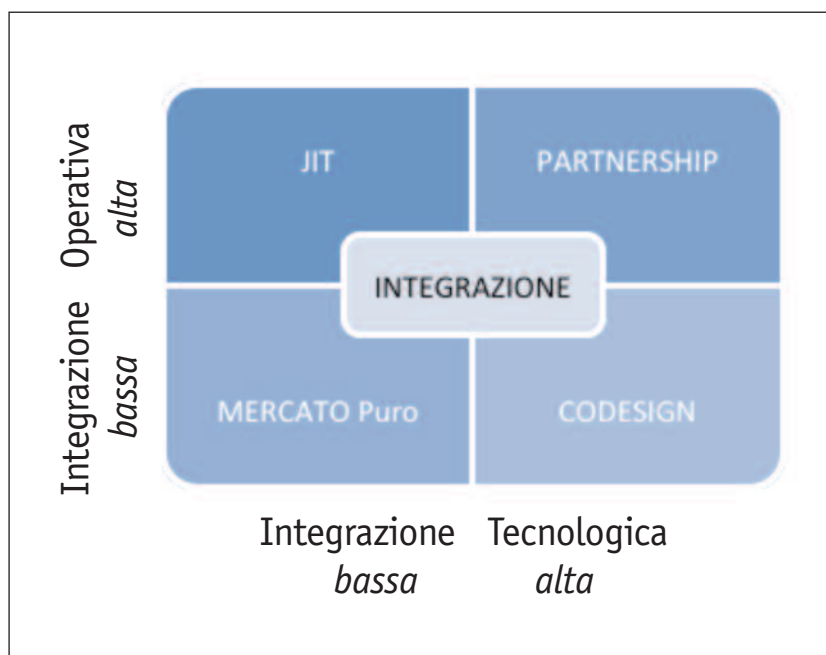 JIT
PARTNERSHIP
INTEGRAZIONE
MERCATO Puro
CODESIGN
Integrazione Operativa
bassa alta
Integrazione Tecnologica
bassa alta